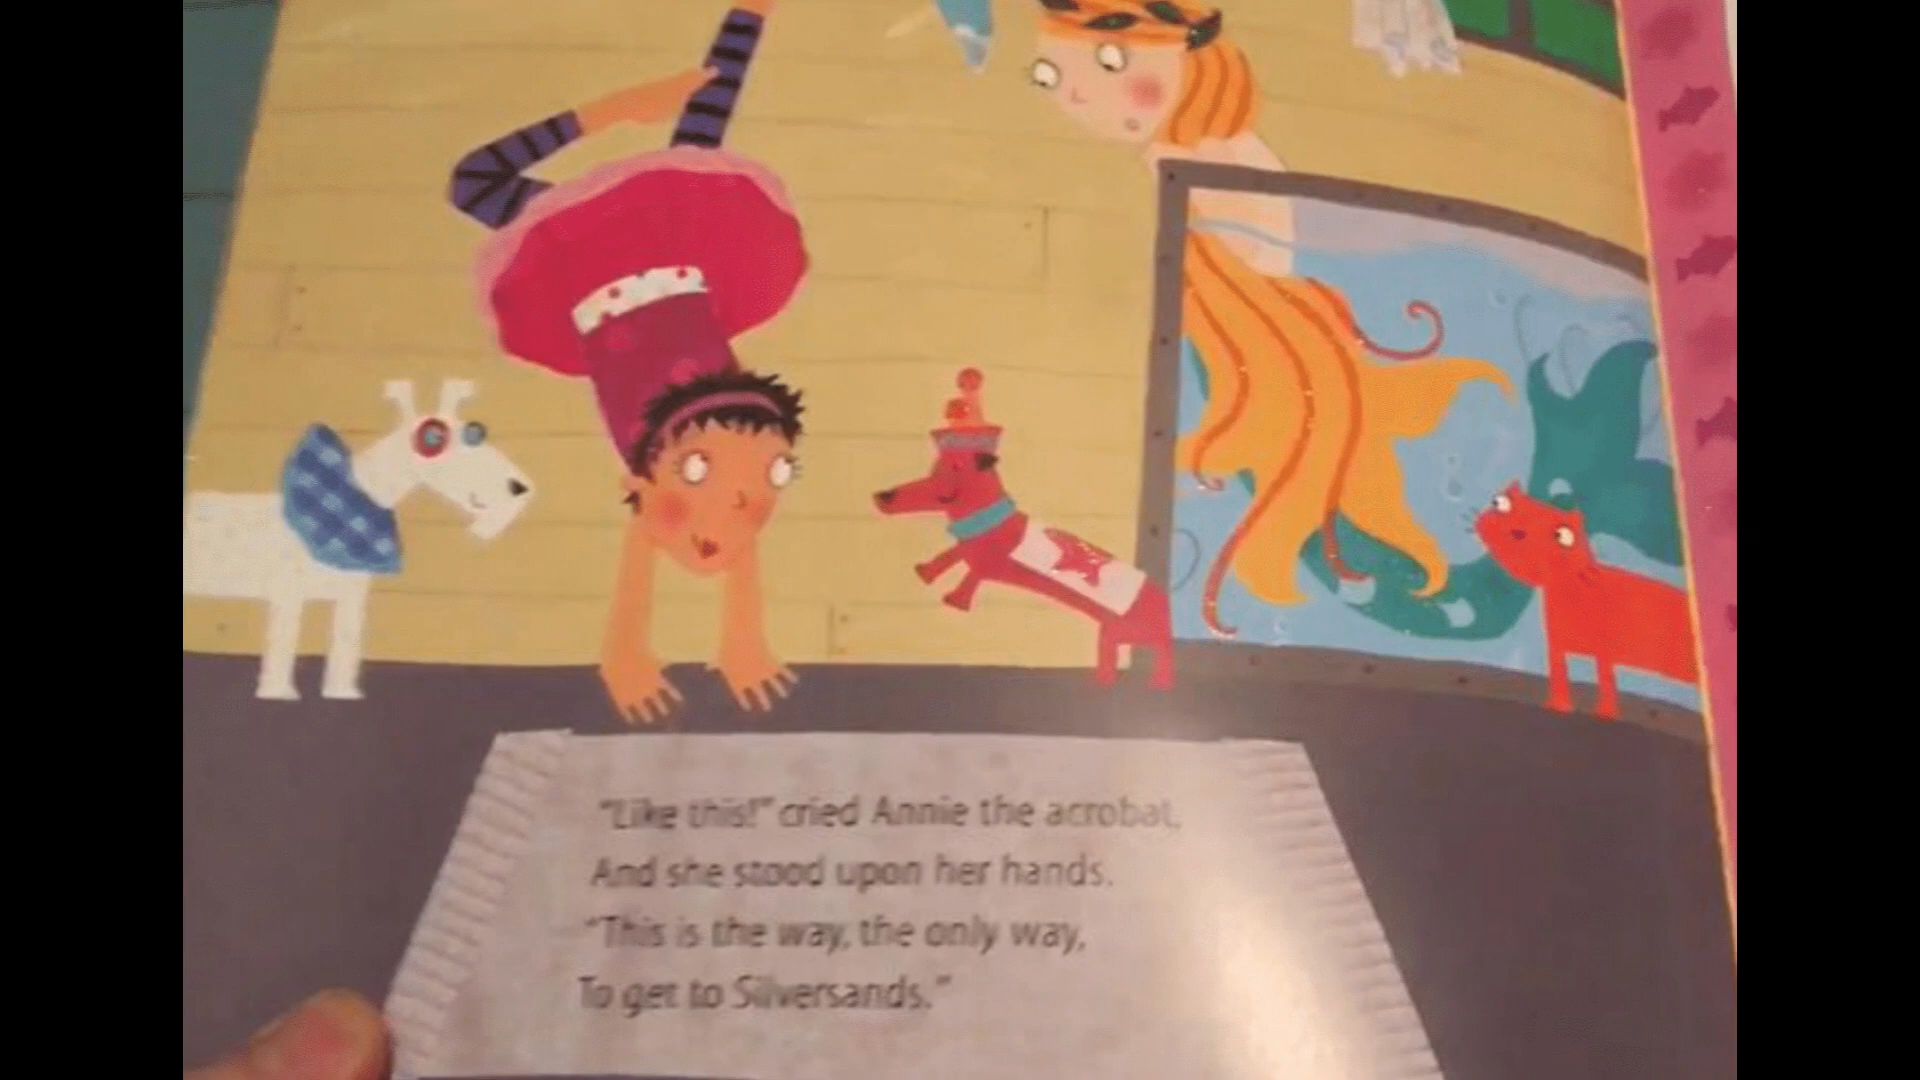 "Like this!" cried Annie the acrobat,
And she stood upon her hands.
"This is the way, the only way,
To get to Silversands."